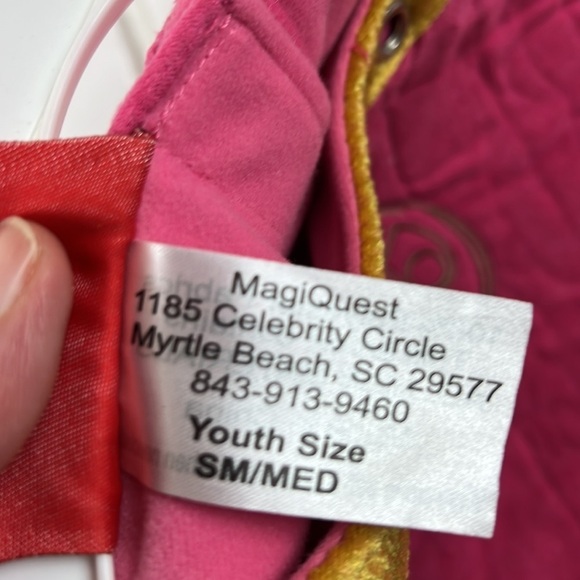 MagiQuest
1185 Celebrity Circle
Myrtle Beach, SC 29577
843-913-9460
Youth Size
SM/MED